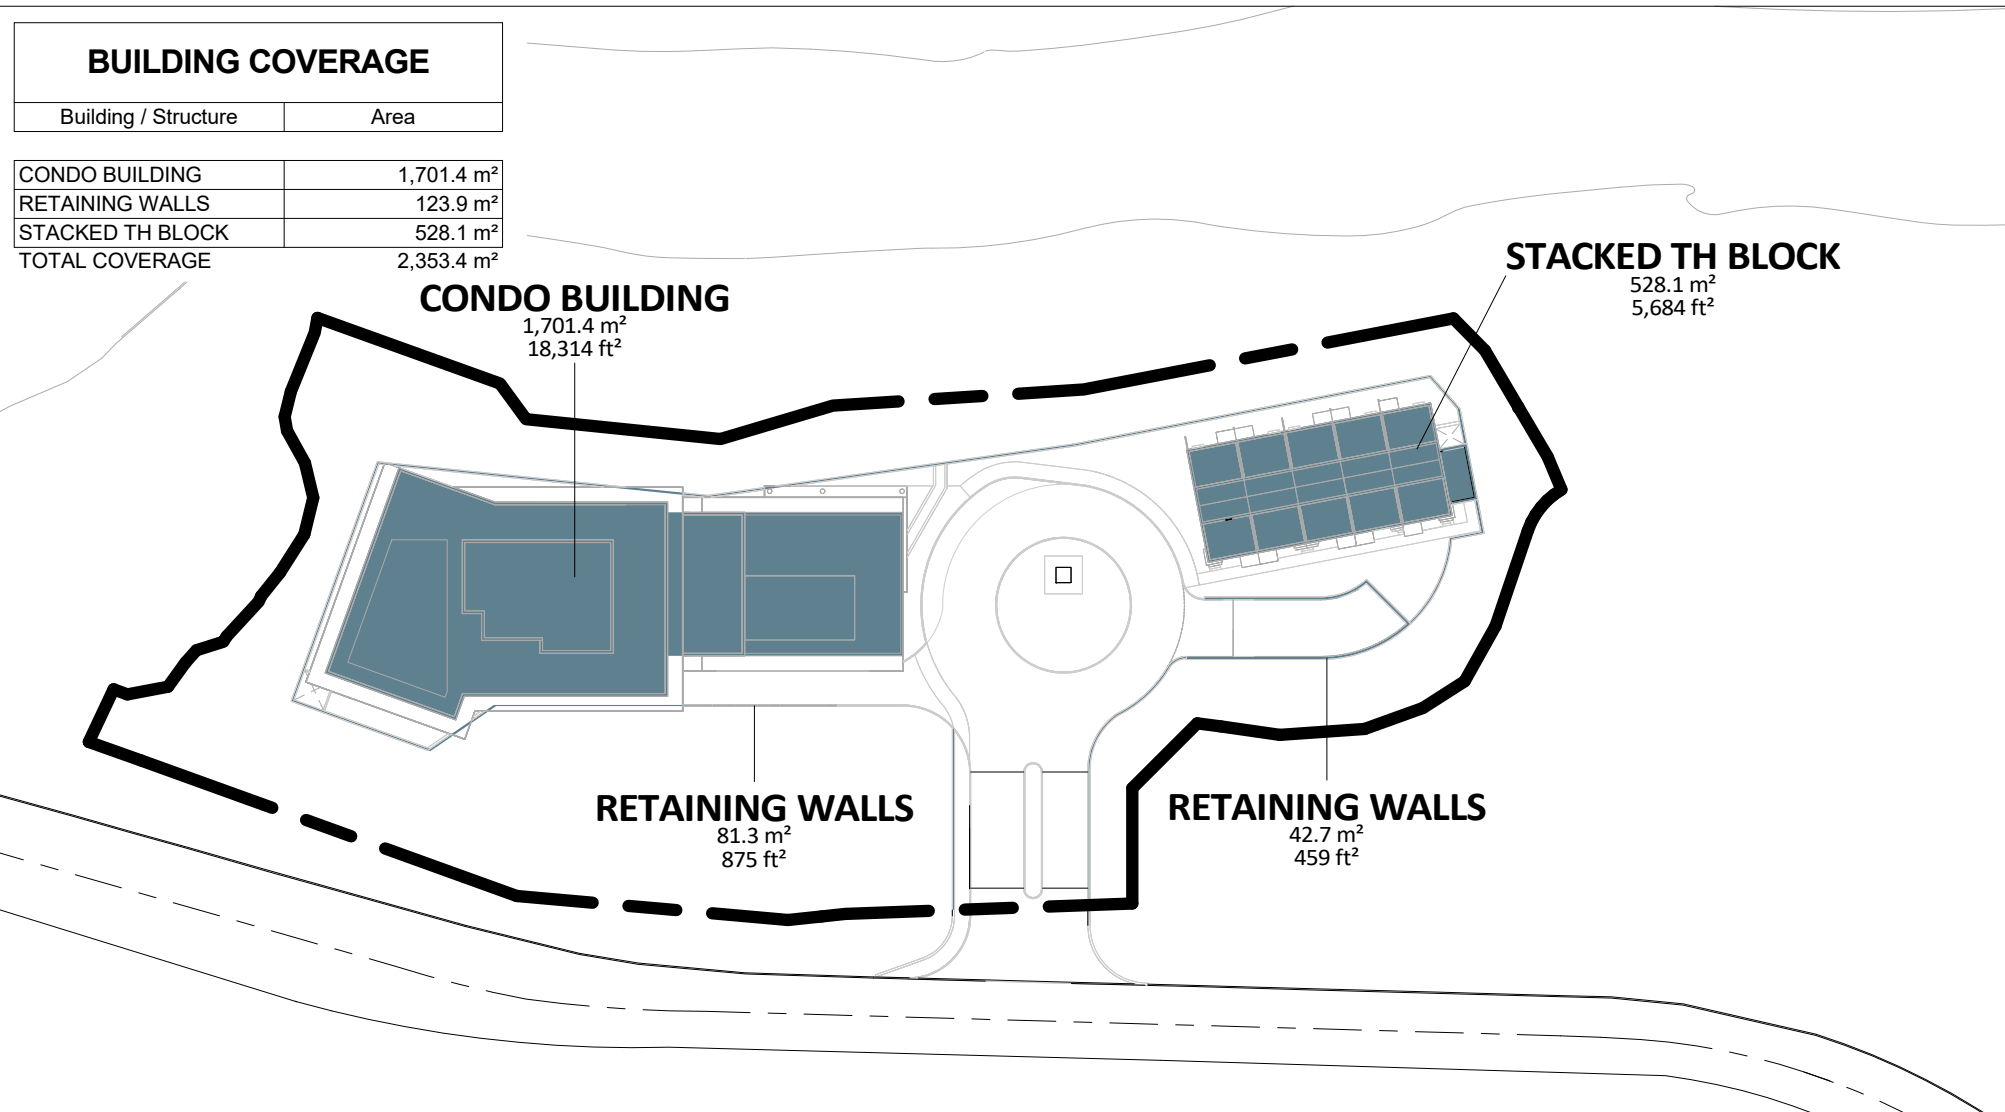 BUILDING COVERAGE
Building / Structure Area
CONDO BUILDING 1,701.4 m²
RETAINING WALLS 123.9 m²
STACKED TH BLOCK 528.1 m²
TOTAL COVERAGE 2,353.4 m²
STACKED TH BLOCK
528.1 m²
5,684 ft²
CONDO BUILDING
1,701.4 m²
18,314 ft²
RETAINING WALLS
81.3 m²
875 ft²
RETAINING WALLS
42.7 m²
459 ft²